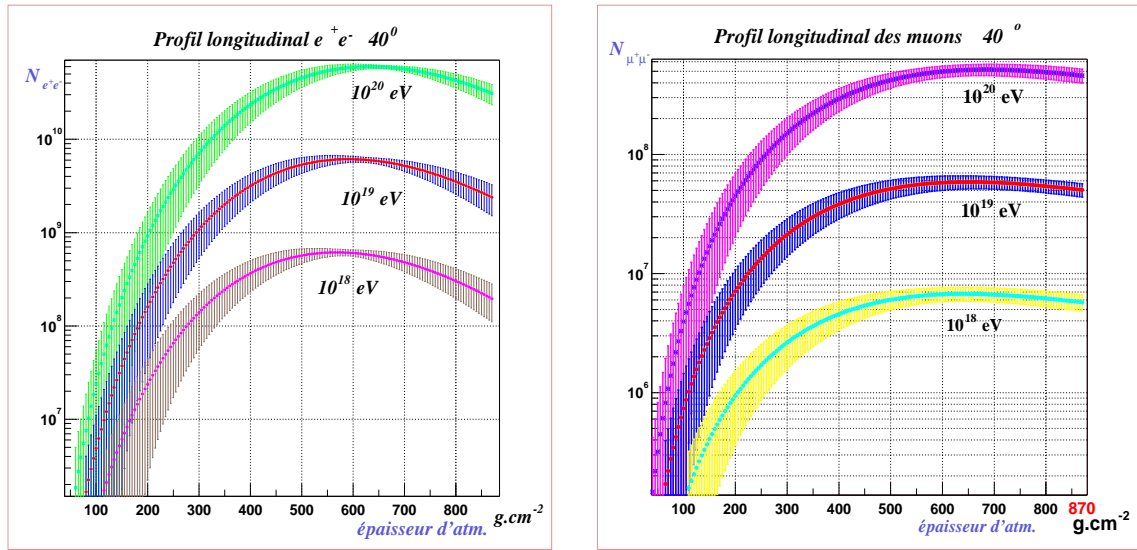 Profil longitudinal e⁺e⁻ 40⁰
N e⁺e⁻
10²⁰ eV
10¹⁹ eV
10¹⁸ eV
10¹⁰
10⁹
10⁸
10⁷
100 200 300 400 500 600 700 800
g.cm⁻²
épaisseur d'atm.
Profil longitudinal des muons 40 ⁰
N μ⁺μ⁻
10²⁰ eV
10¹⁹ eV
10¹⁸ eV
10⁸
10⁷
10⁶
100 200 300 400 500 600 700 800 870
g.cm⁻²
épaisseur d'atm.